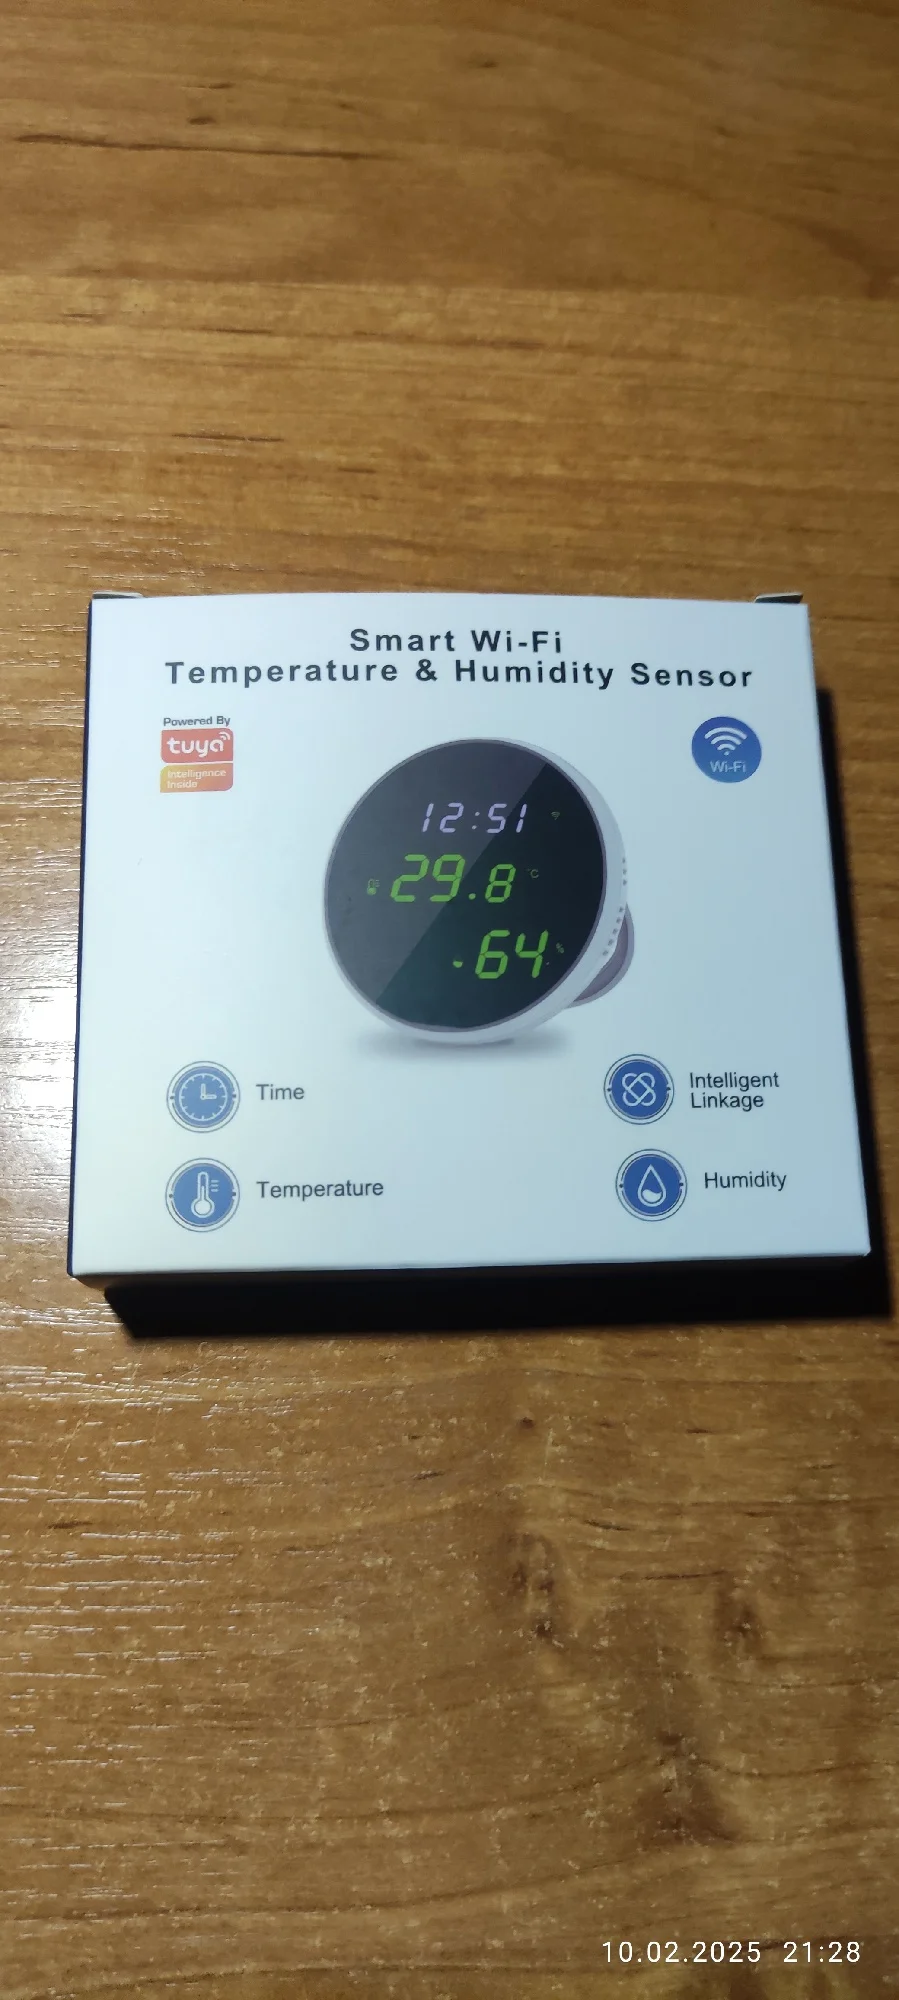 Smart Wi-Fi
Temperature & Humidity Sensor
Powered By
tuya
Intelligence
Inside
Wi-Fi
12:51
29.8 °C
64 %
Time
Intelligent
Linkage
Temperature
Humidity
10.02.2025 21:28